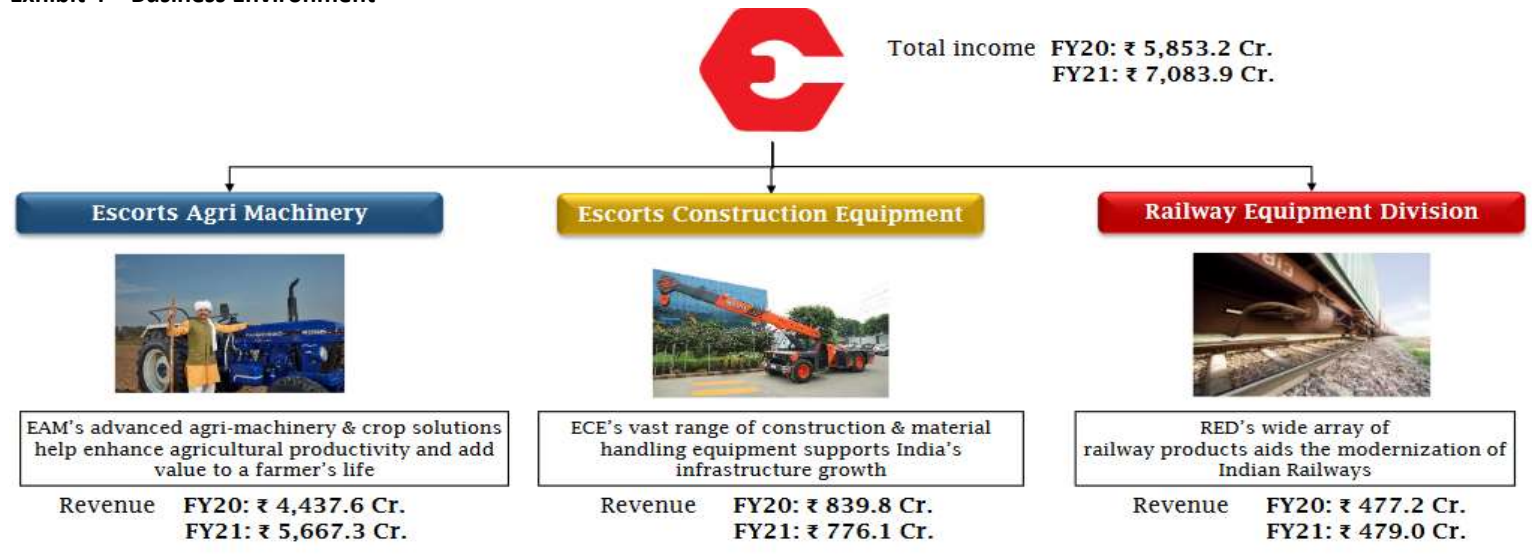 Total income FY20: ₹ 5,853.2 Cr.
FY21: ₹ 7,083.9 Cr.
Escorts Agri Machinery
Escorts Construction Equipment
Railway Equipment Division
EAM's advanced agri-machinery & crop solutions
help enhance agricultural productivity and add
value to a farmer's life
ECE's vast range of construction & material
handling equipment supports India's
infrastructure growth
RED's wide array of
railway products aids the modernization of
Indian Railways
Revenue FY20: ₹ 4,437.6 Cr.
FY21: ₹ 5,667.3 Cr.
Revenue FY20: ₹ 839.8 Cr.
FY21: ₹ 776.1 Cr.
Revenue FY20: ₹ 477.2 Cr.
FY21: ₹ 479.0 Cr.